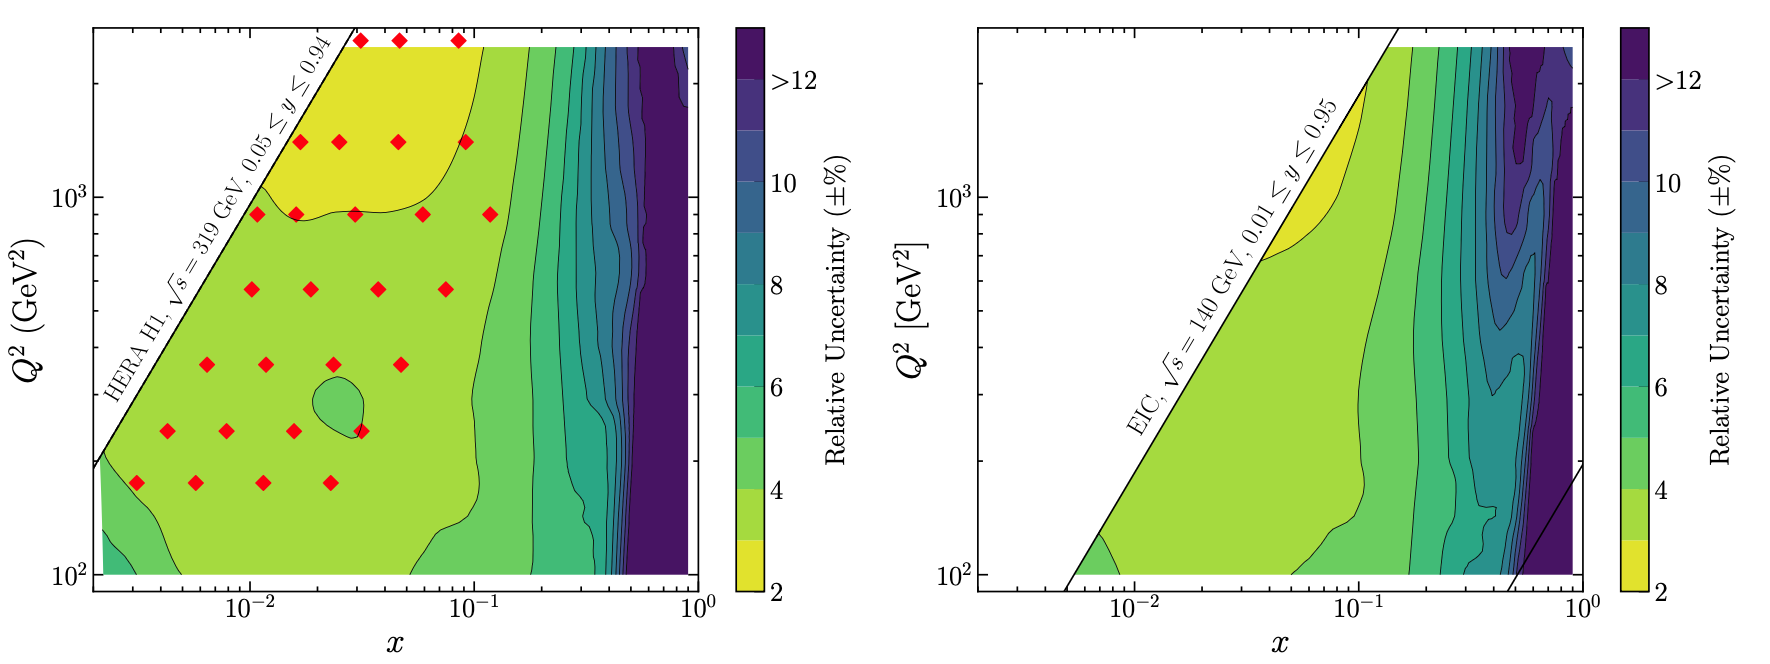 HERA H1, √s = 319 GeV, 0.05 ≤ y ≤ 0.94
Q² (GeV²)
10³
10²
10⁻²
10⁻¹
10⁰
x
>12
10
8
6
4
2
Relative Uncertainty (±%)
EIC, √s = 140 GeV, 0.01 ≤ y ≤ 0.95
Q² [GeV²]
10³
10²
10⁻²
10⁻¹
10⁰
x
>12
10
8
6
4
2
Relative Uncertainty (±%)